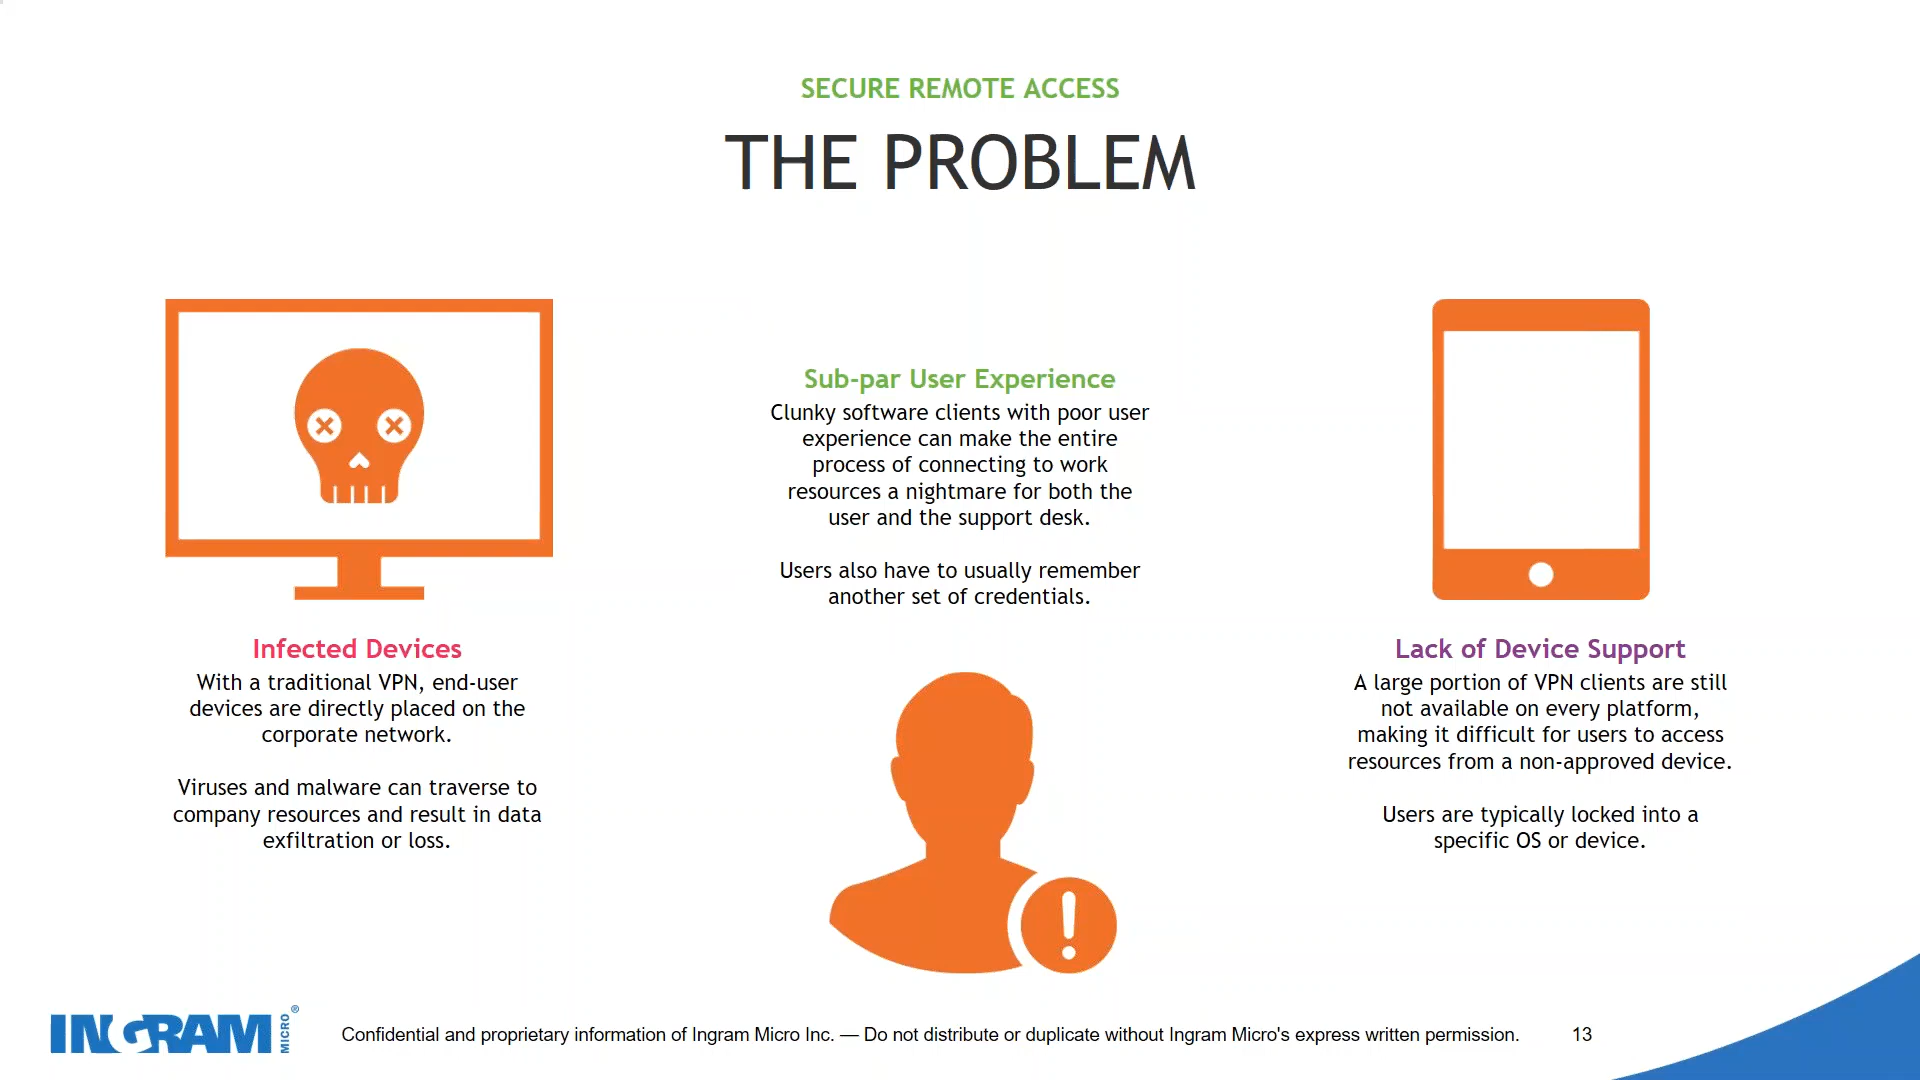 SECURE REMOTE ACCESS
THE PROBLEM
Infected Devices
With a traditional VPN, end-user
devices are directly placed on the
corporate network.
Viruses and malware can traverse to
company resources and result in data
exfiltration or loss.
Sub-par User Experience
Clunky software clients with poor user
experience can make the entire
process of connecting to work
resources a nightmare for both the
user and the support desk.
Users also have to usually remember
another set of credentials.
Lack of Device Support
A large portion of VPN clients are still
not available on every platform,
making it difficult for users to access
resources from a non-approved device.
Users are typically locked into a
specific OS or device.
INGRAM MICRO®
Confidential and proprietary information of Ingram Micro Inc. — Do not distribute or duplicate without Ingram Micro's express written permission.
13